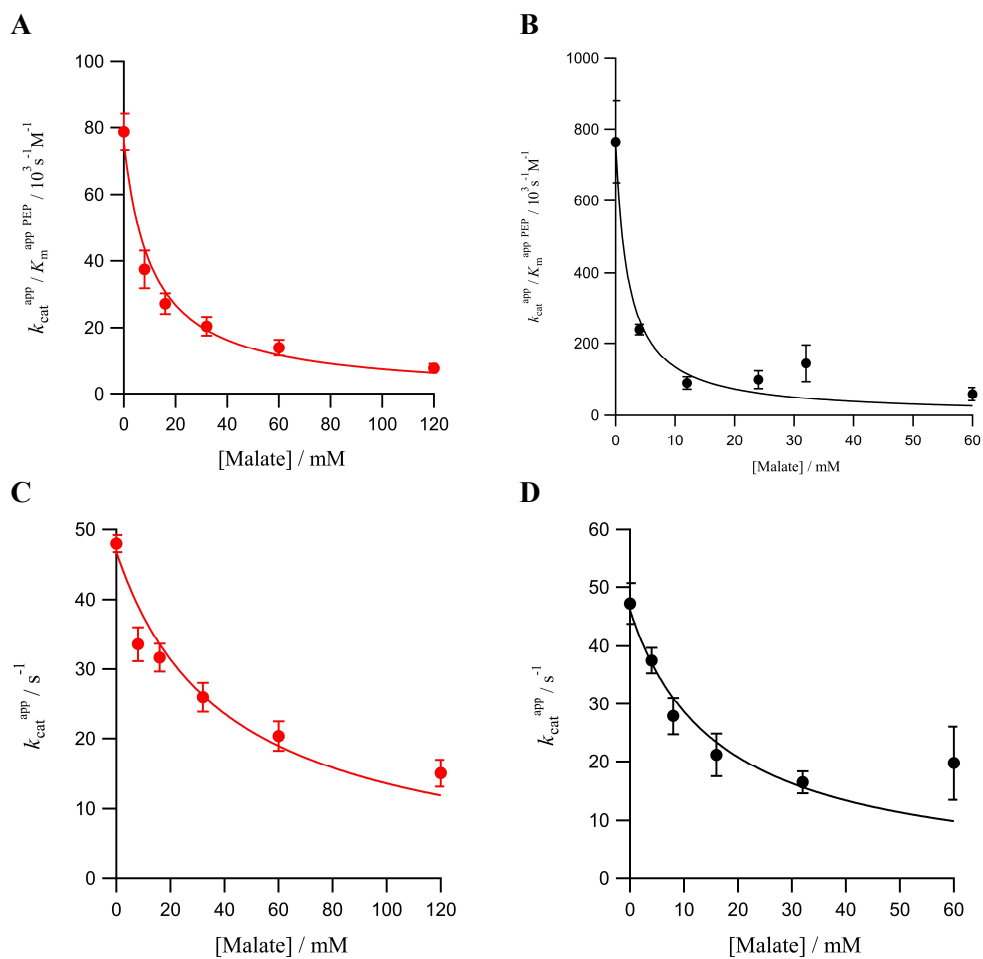 A
100
80
60
40
20
0
k_cat^app / K_m^app PEP / 10^3 s^-1 M^-1
0 20 40 60 80 100 120
[Malate] / mM
B
1000
800
600
400
200
0
k_cat^app / K_m^app PEP / 10^3 s^-1 M^-1
0 10 20 30 40 50 60
[Malate] / mM
C
50
40
30
20
10
0
k_cat^app / s^-1
0 20 40 60 80 100 120
[Malate] / mM
D
60
50
40
30
20
10
0
k_cat^app / s^-1
0 10 20 30 40 50 60
[Malate] / mM